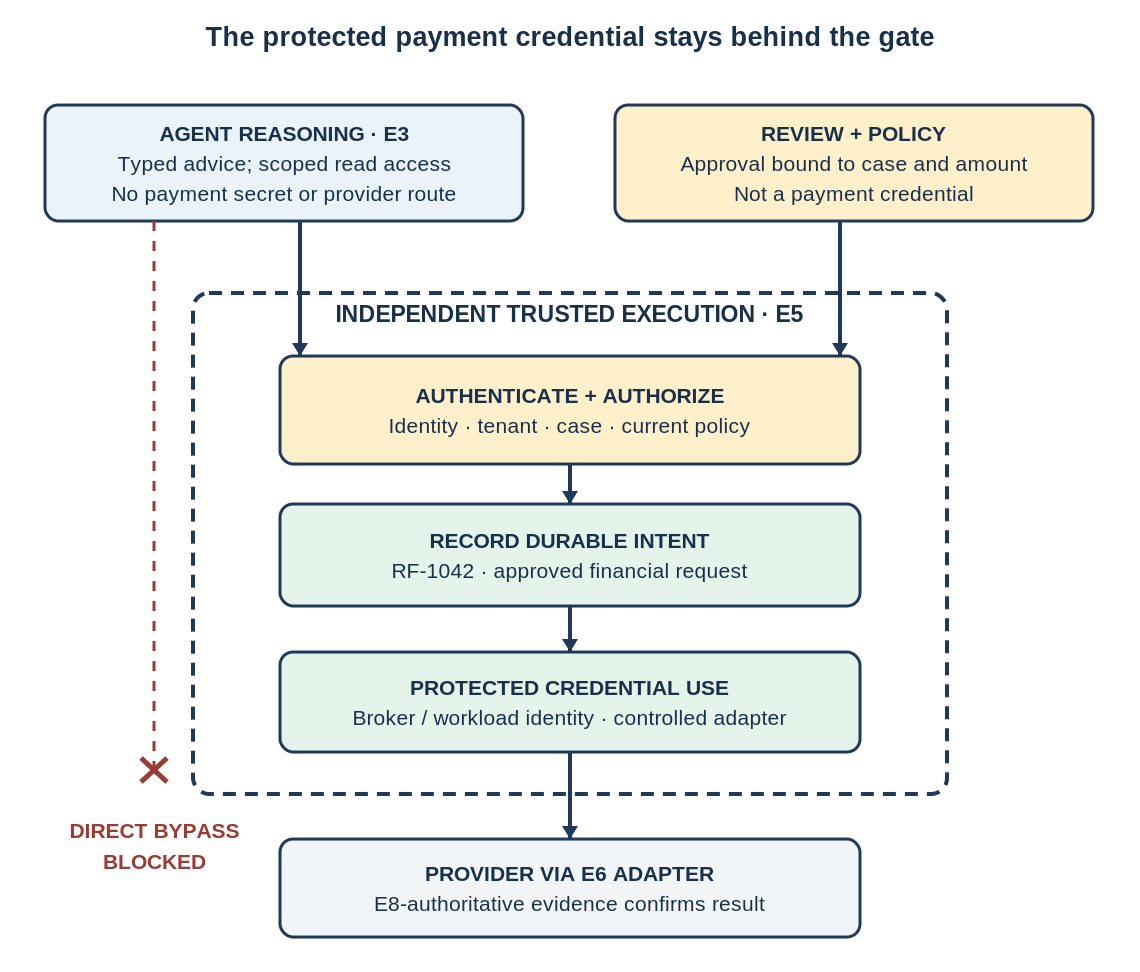 The protected payment credential stays behind the gate
AGENT REASONING · E3
Typed advice; scoped read access
No payment secret or provider route
REVIEW + POLICY
Approval bound to case and amount
Not a payment credential
INDEPENDENT TRUSTED EXECUTION · E5
AUTHENTICATE + AUTHORIZE
Identity · tenant · case · current policy
RECORD DURABLE INTENT
RF-1042 · approved financial request
PROTECTED CREDENTIAL USE
Broker / workload identity · controlled adapter
DIRECT BYPASS
BLOCKED
PROVIDER VIA E6 ADAPTER
E8-authoritative evidence confirms result